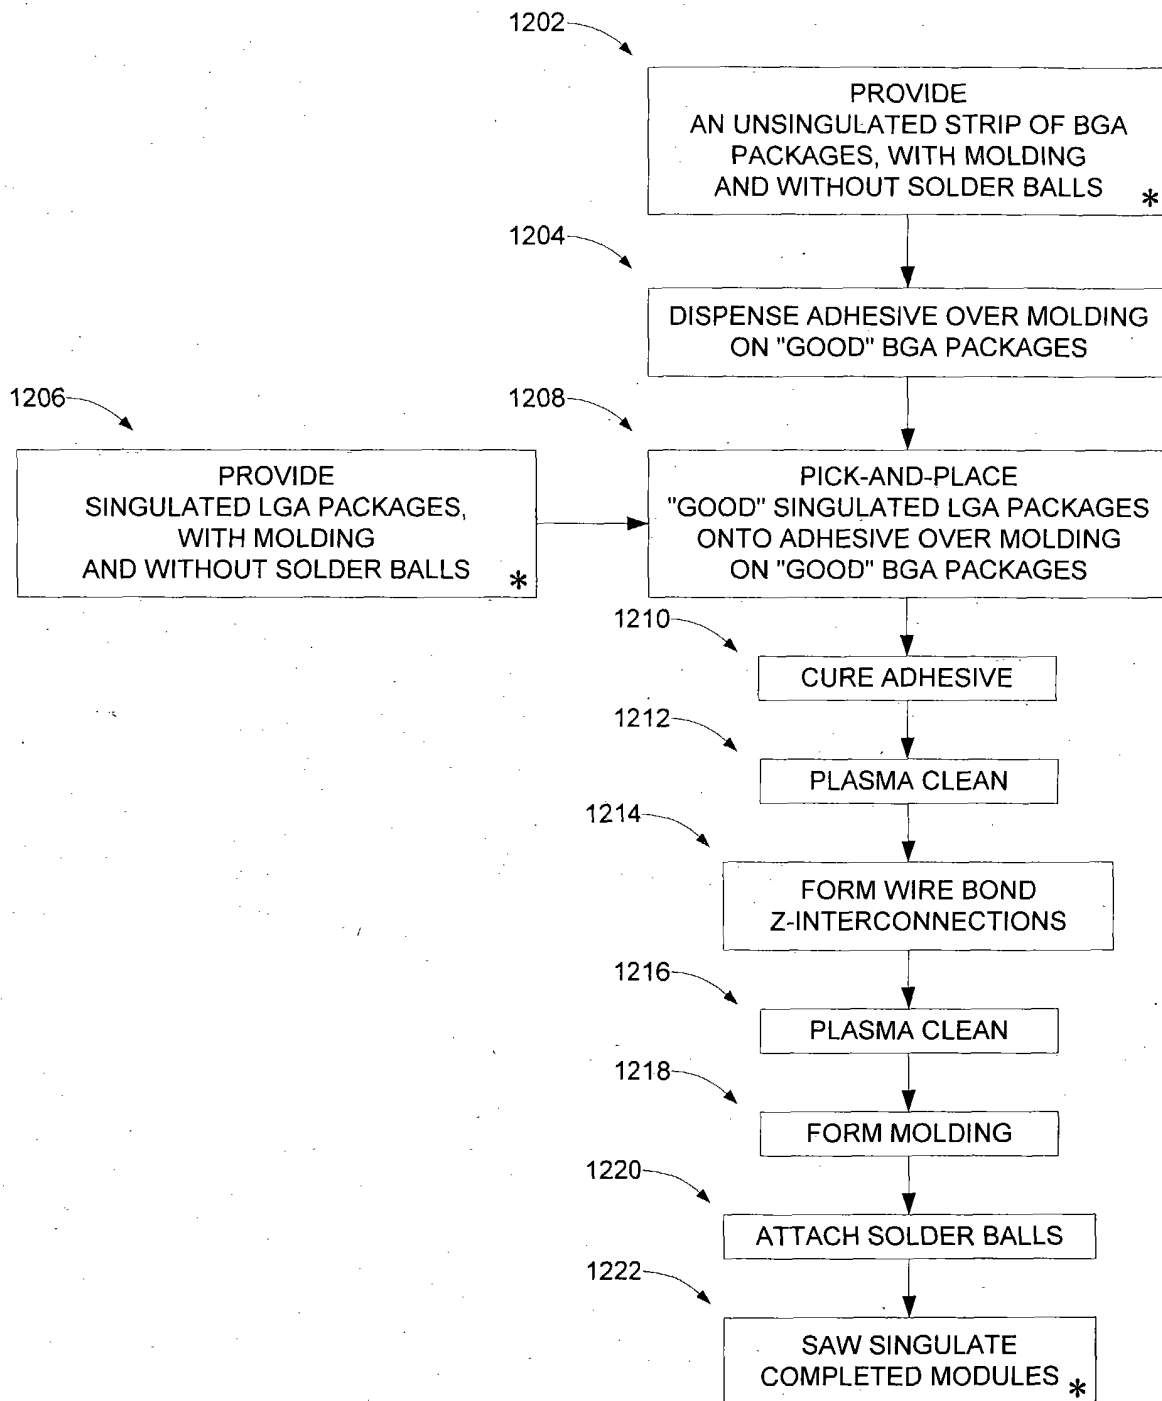 1202
PROVIDE
AN UNSINGULATED STRIP OF BGA
PACKAGES, WITH MOLDING
AND WITHOUT SOLDER BALLS *
1204
DISPENSE ADHESIVE OVER MOLDING
ON "GOOD" BGA PACKAGES
1206
PROVIDE
SINGULATED LGA PACKAGES,
WITH MOLDING
AND WITHOUT SOLDER BALLS *
1208
PICK-AND-PLACE
"GOOD" SINGULATED LGA PACKAGES
ONTO ADHESIVE OVER MOLDING
ON "GOOD" BGA PACKAGES
1210
CURE ADHESIVE
1212
PLASMA CLEAN
1214
FORM WIRE BOND
Z-INTERCONNECTIONS
1216
PLASMA CLEAN
1218
FORM MOLDING
1220
ATTACH SOLDER BALLS
1222
SAW SINGULATE
COMPLETED MODULES *